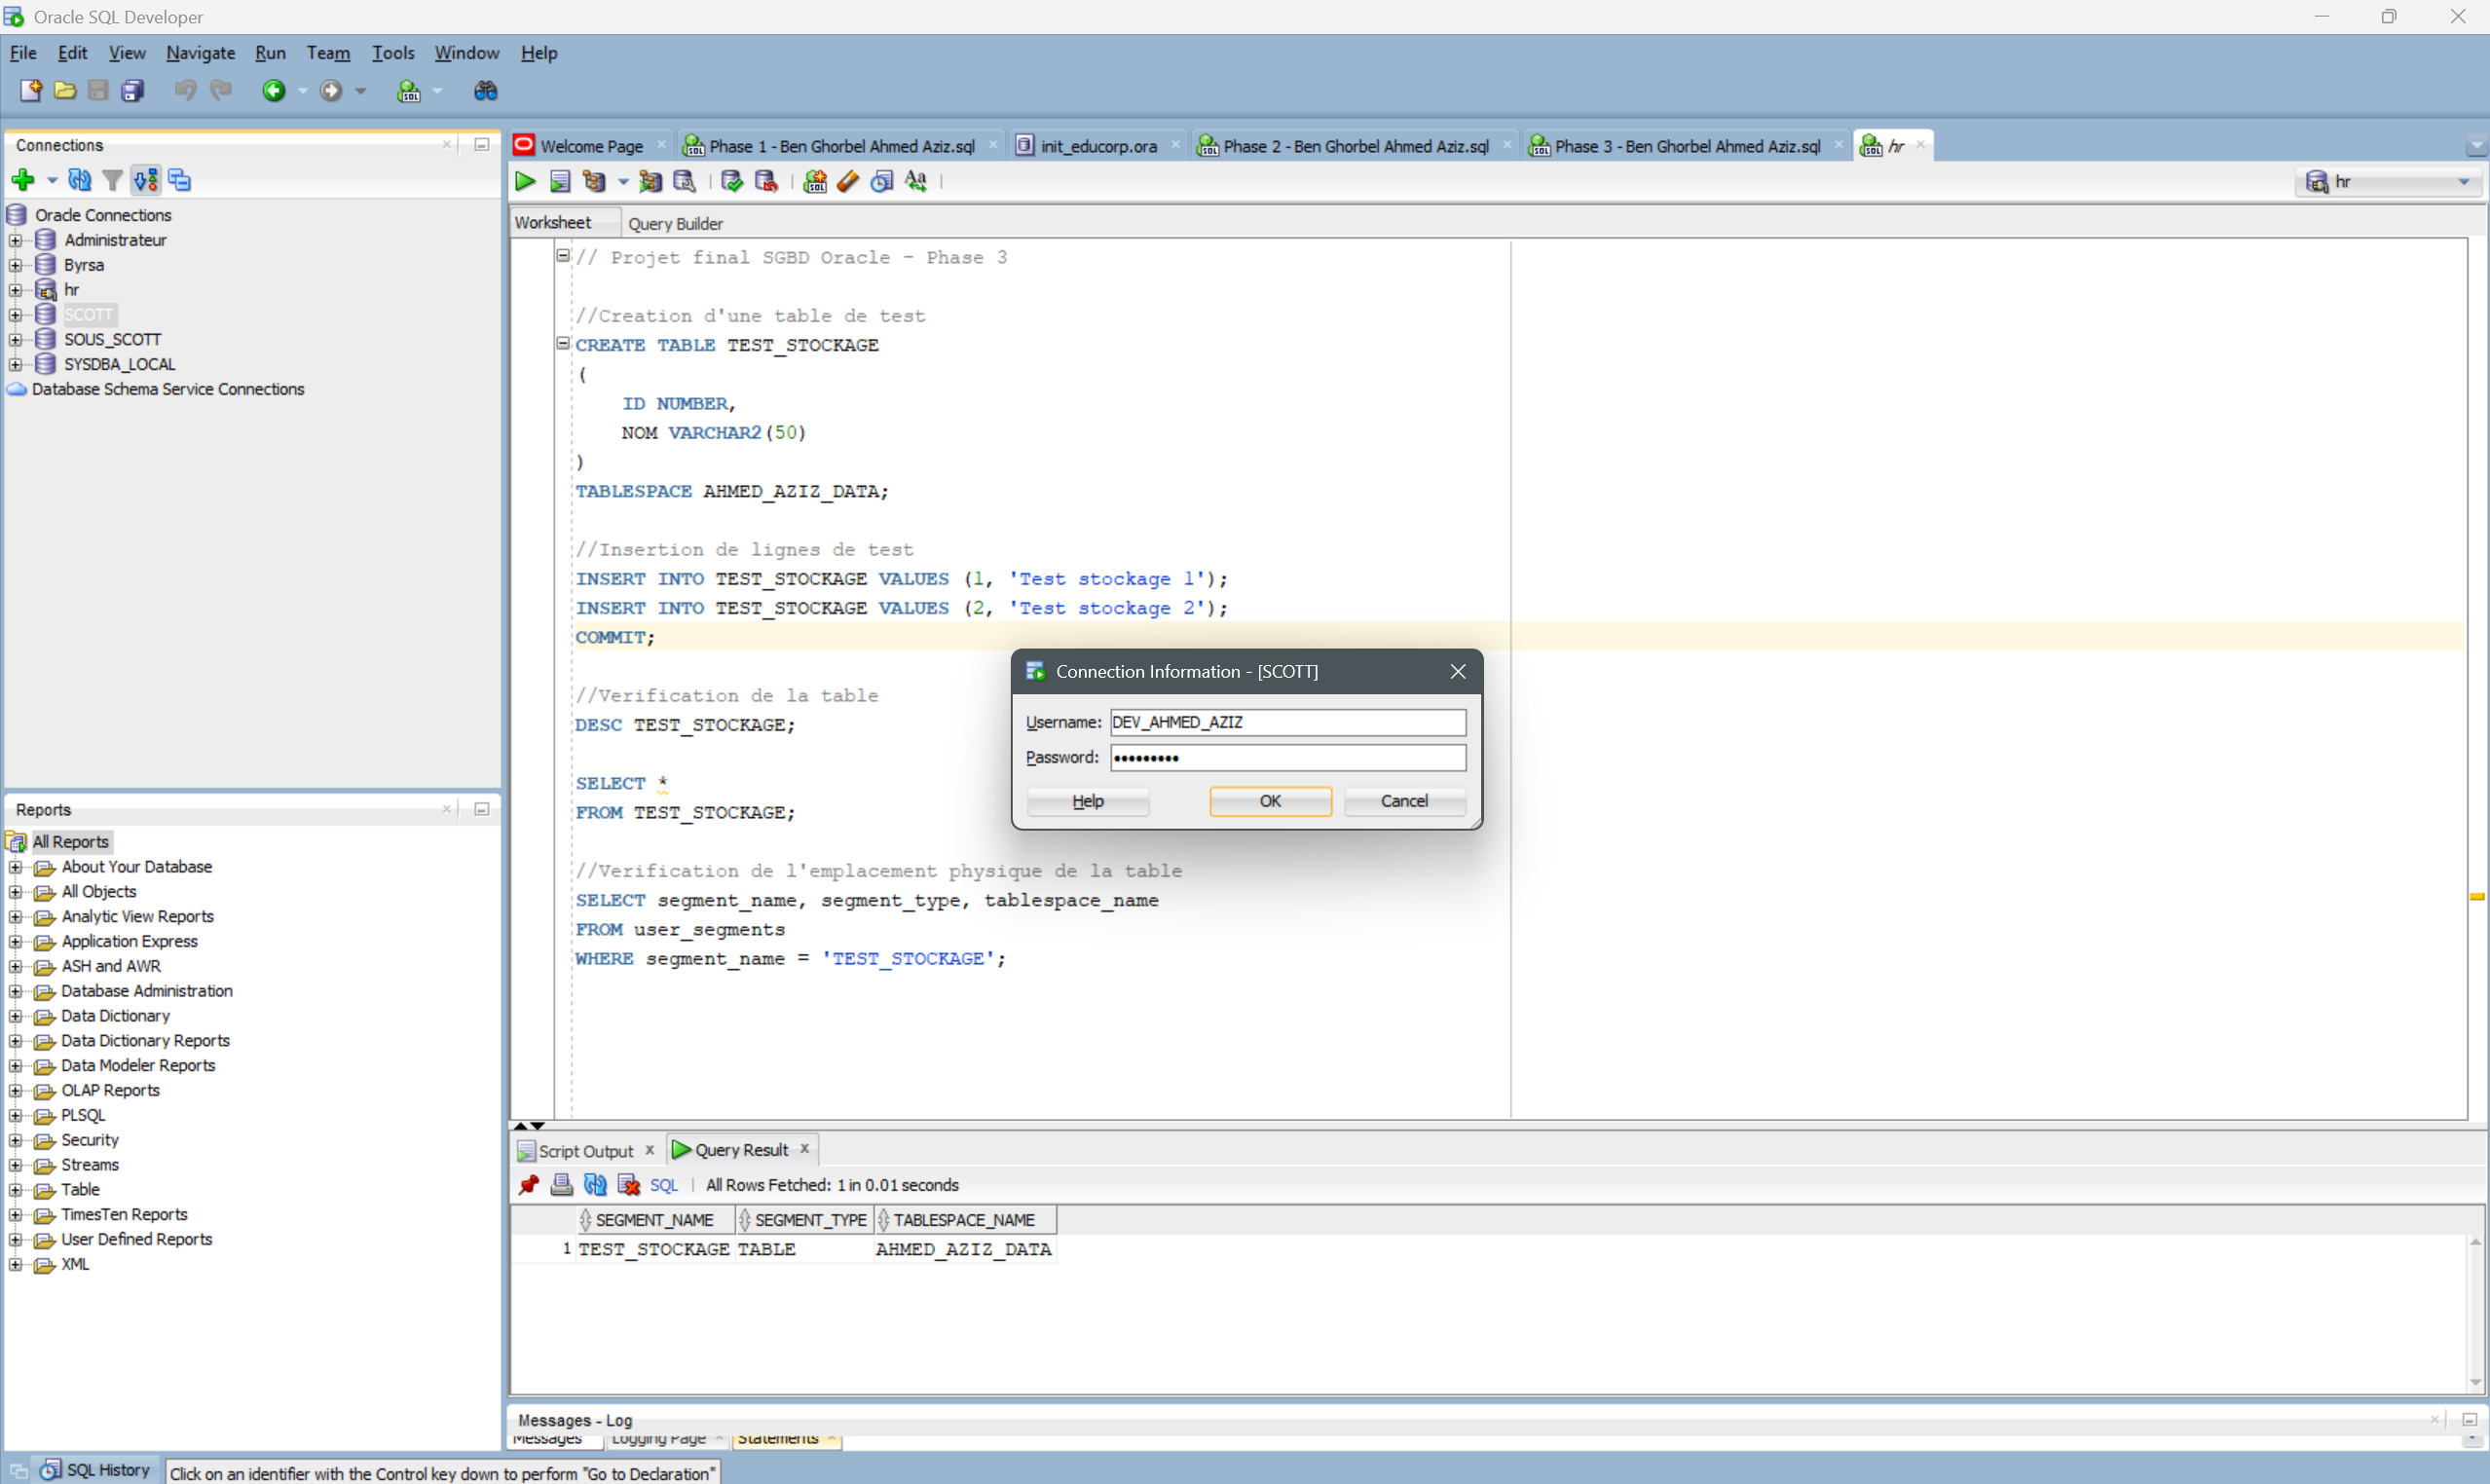 Oracle SQL Developer
File Edit View Navigate Run Team Tools Window Help
Connections
Oracle Connections
Administrateur
Byrsa
hr
SCOTT
SOUS_SCOTT
SYSDBA_LOCAL
Database Schema Service Connections
Reports
All Reports
About Your Database
All Objects
Analytic View Reports
Application Express
ASH and AWR
Database Administration
Data Dictionary
Data Dictionary Reports
Data Modeler Reports
OLAP Reports
PLSQL
Security
Streams
Table
TimesTen Reports
User Defined Reports
XML
Welcome Page Phase 1 - Ben Ghorbel Ahmed Aziz.sql init_educorp.ora Phase 2 - Ben Ghorbel Ahmed Aziz.sql Phase 3 - Ben Ghorbel Ahmed Aziz.sql hr
hr
Worksheet Query Builder
// Projet final SGBD Oracle - Phase 3
//Creation d'une table de test
CREATE TABLE TEST_STOCKAGE
(
ID NUMBER,
NOM VARCHAR2(50)
)
TABLESPACE AHMED_AZIZ_DATA;
//Insertion de lignes de test
INSERT INTO TEST_STOCKAGE VALUES (1, 'Test stockage 1');
INSERT INTO TEST_STOCKAGE VALUES (2, 'Test stockage 2');
COMMIT;
//Verification de la table
DESC TEST_STOCKAGE;
SELECT *
FROM TEST_STOCKAGE;
//Verification de l'emplacement physique de la table
SELECT segment_name, segment_type, tablespace_name
FROM user_segments
WHERE segment_name = 'TEST_STOCKAGE';
Connection Information - [SCOTT]
Username: DEV_AHMED_AZIZ
Password: •••••••••
Help OK Cancel
Script Output Query Result
SQL | All Rows Fetched: 1 in 0.01 seconds
SEGMENT_NAME SEGMENT_TYPE TABLESPACE_NAME
1 TEST_STOCKAGE TABLE AHMED_AZIZ_DATA
Messages - Log
Messages Logging Page Statements
SQL History Click on an identifier with the Control key down to perform "Go to Declaration"